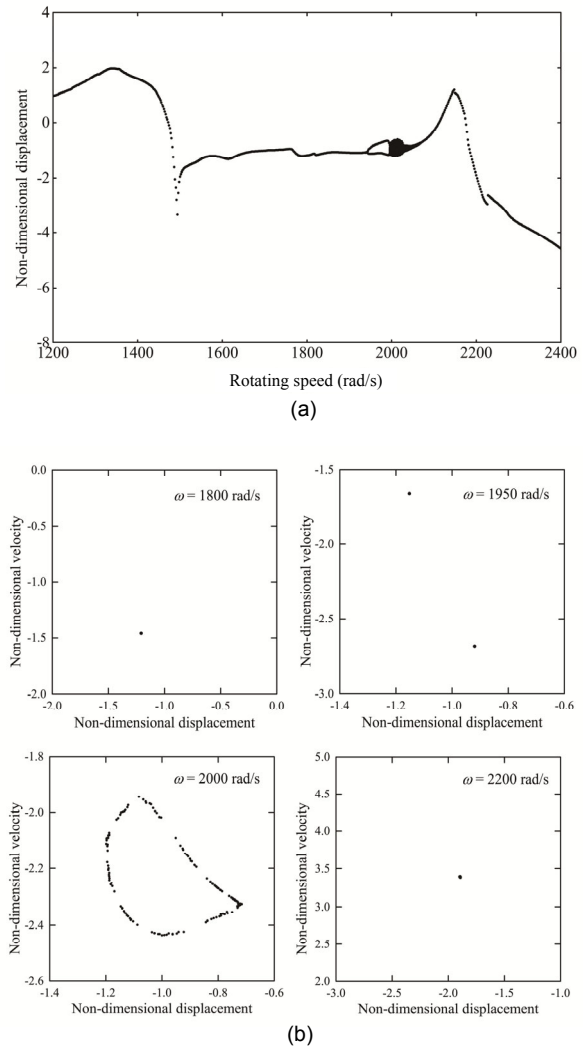 4
2
0
-2
-4
-6
-8
Non-dimensional displacement
1200 1400 1600 1800 2000 2200 2400
Rotating speed (rad/s)
(a)
0.0
-0.5
-1.0
-1.5
-2.0
Non-dimensional velocity
ω = 1800 rad/s
-2.0 -1.5 -1.0 -0.5 0.0
Non-dimensional displacement
-1.5
-2.0
-2.5
-3.0
Non-dimensional velocity
ω = 1950 rad/s
-1.4 -1.2 -1.0 -0.8 -0.6
Non-dimensional displacement
-1.8
-2.0
-2.2
-2.4
-2.6
Non-dimensional velocity
ω = 2000 rad/s
-1.4 -1.2 -1.0 -0.8 -0.6
Non-dimensional displacement
5.0
4.5
4.0
3.5
3.0
2.5
2.0
Non-dimensional velocity
ω = 2200 rad/s
-3.0 -2.5 -2.0 -1.5 -1.0
Non-dimensional displacement
(b)